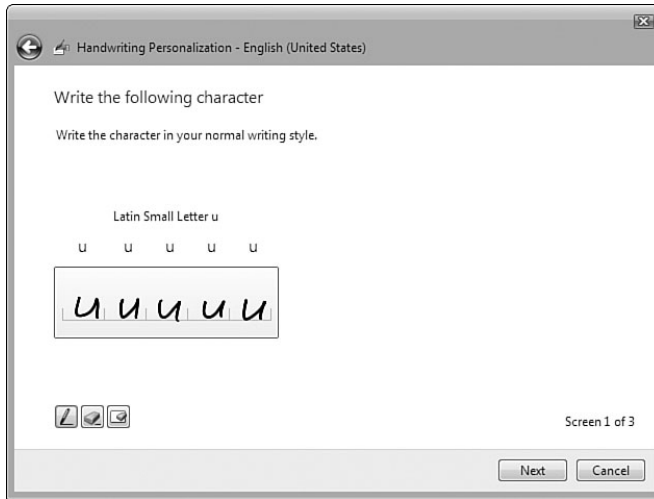 Handwriting Personalization - English (United States)
Write the following character
Write the character in your normal writing style.
Latin Small Letter u
u u u u u
u u u u u
Screen 1 of 3
Next Cancel